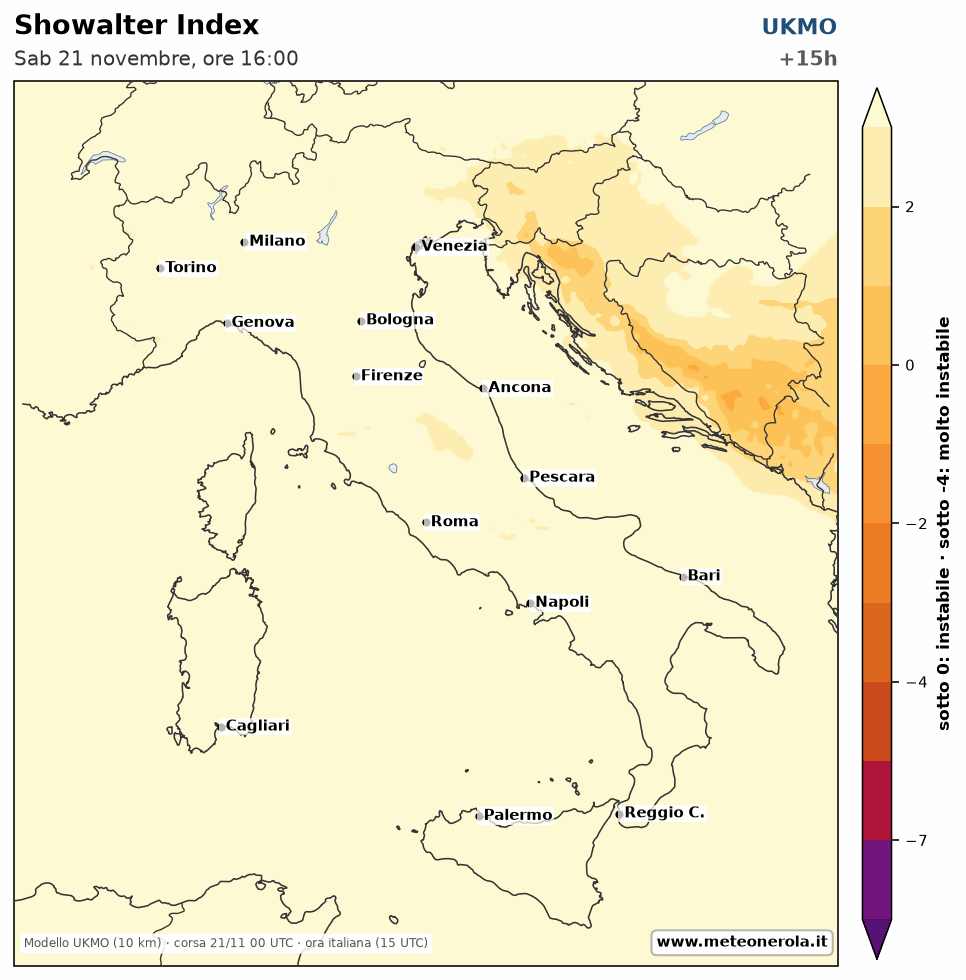 Showalter Index
UKMO
Sab 21 novembre, ore 16:00
+15h
Milano
Venezia
Torino
Genova
Bologna
Firenze
Ancona
Pescara
Roma
Bari
Napoli
Cagliari
Palermo
Reggio C.
2
0
−2
−4
−7
sotto 0: instabile · sotto -4: molto instabile
Modello UKMO (10 km) · corsa 21/11 00 UTC · ora italiana (15 UTC)
www.meteonerola.it